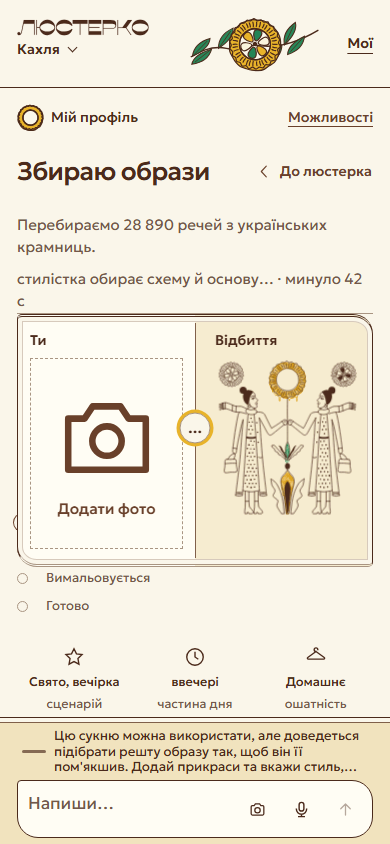 ЛЮСТЕРКО
Кахля
Мої
Мій профіль
Можливості
Збираю образи
До люстерка
Перебираємо 28 890 речей з українських
крамниць.
стилістка обирає схему й основу… · минуло 42
с
Ти
Відбиття
...
Додати фото
Вимальовується
Готово
Свято, вечірка
ввечері
Домашнє
сценарій
частина дня
ошатність
Цю сукню можна використати, але доведеться
підібрати решту образу так, щоб він її
пом'якшив. Додай прикраси та вкажи стиль,…
Напиши…